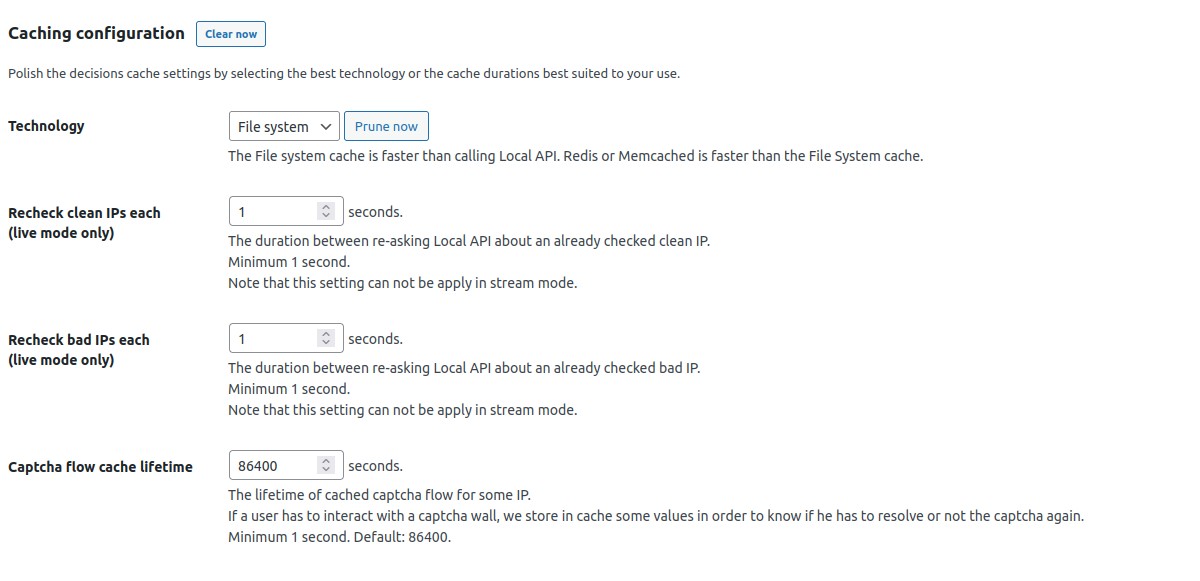 Caching configuration Clear now
Polish the decisions cache settings by selecting the best technology or the cache durations best suited to your use.
Technology File system Prune now
The File system cache is faster than calling Local API. Redis or Memcached is faster than the File System cache.
Recheck clean IPs each 1 seconds.
(live mode only)
The duration between re-asking Local API about an already checked clean IP.
Minimum 1 second.
Note that this setting can not be apply in stream mode.
Recheck bad IPs each 1 seconds.
(live mode only)
The duration between re-asking Local API about an already checked bad IP.
Minimum 1 second.
Note that this setting can not be apply in stream mode.
Captcha flow cache lifetime 86400 seconds.
The lifetime of cached captcha flow for some IP.
If a user has to interact with a captcha wall, we store in cache some values in order to know if he has to resolve or not the captcha again.
Minimum 1 second. Default: 86400.